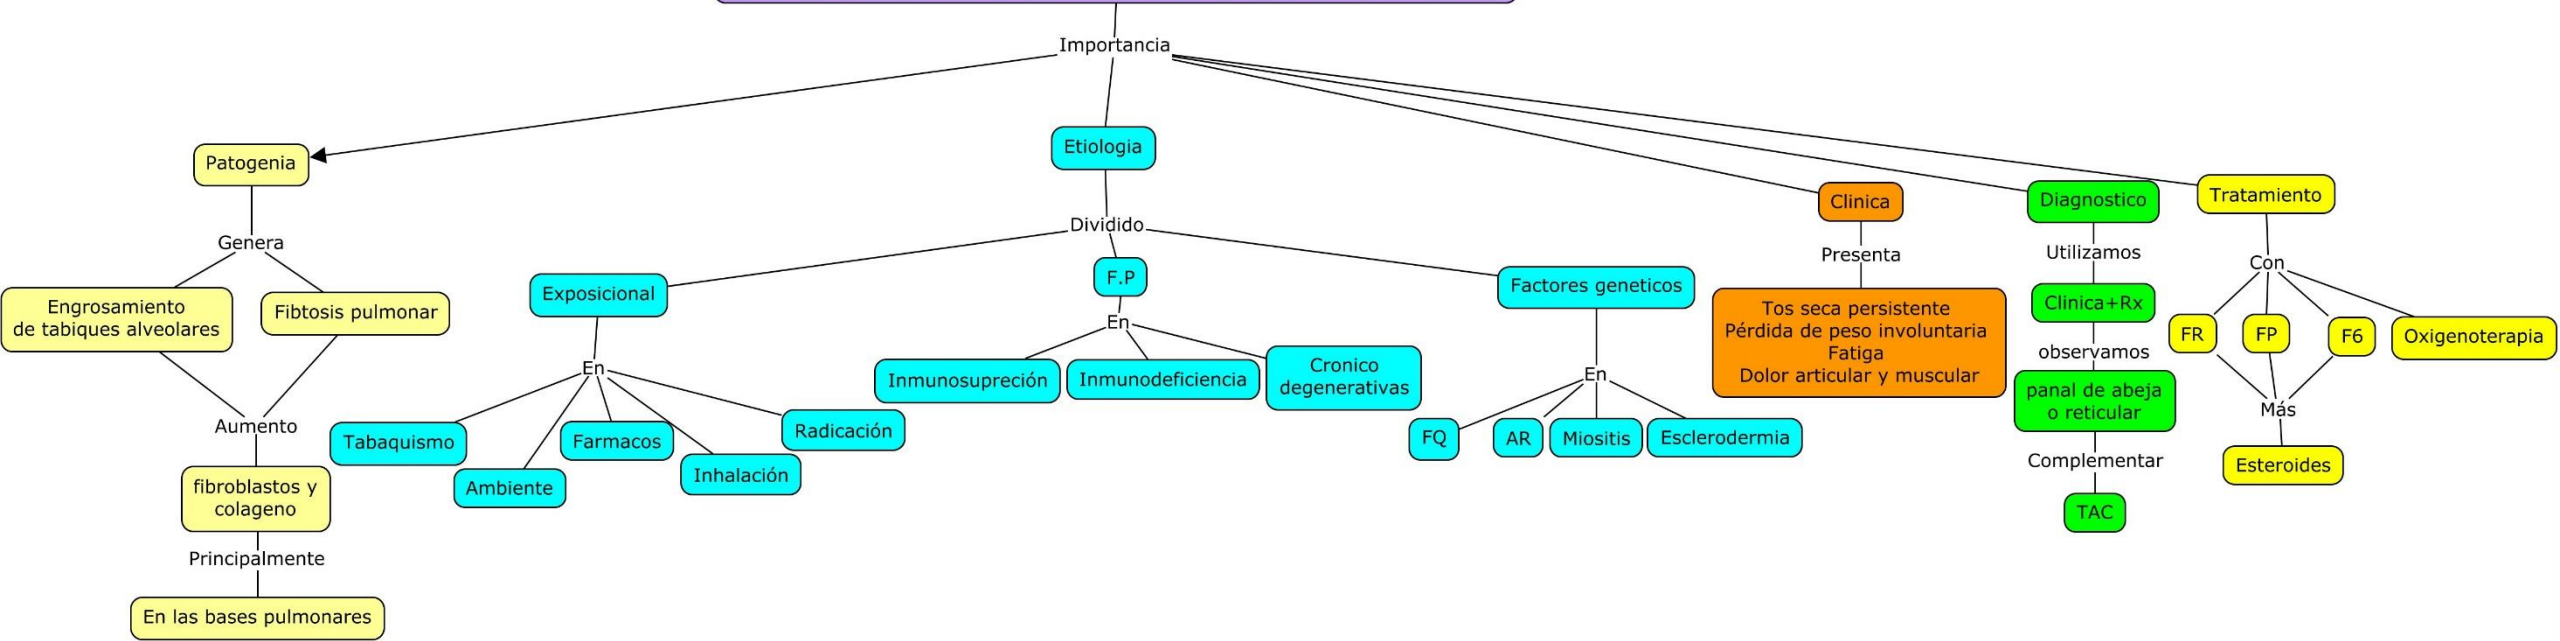 Importancia
Patogenia
Genera
Engrosamiento
de tabiques alveolares
Fibtosis pulmonar
Aumento
fibroblastos y
colageno
Principalmente
En las bases pulmonares
Etiologia
Dividido
Exposicional
En
Tabaquismo
Ambiente
Farmacos
Inhalación
Radicación
F.P
En
Inmunosupreción
Inmunodeficiencia
Cronico
degenerativas
Factores geneticos
En
FQ
AR
Miositis
Esclerodermia
Clinica
Presenta
Tos seca persistente
Pérdida de peso involuntaria
Fatiga
Dolor articular y muscular
Diagnostico
Utilizamos
Clinica+Rx
observamos
panal de abeja
o reticular
Complementar
TAC
Tratamiento
Con
FR
FP
F6
Oxigenoterapia
Más
Esteroides